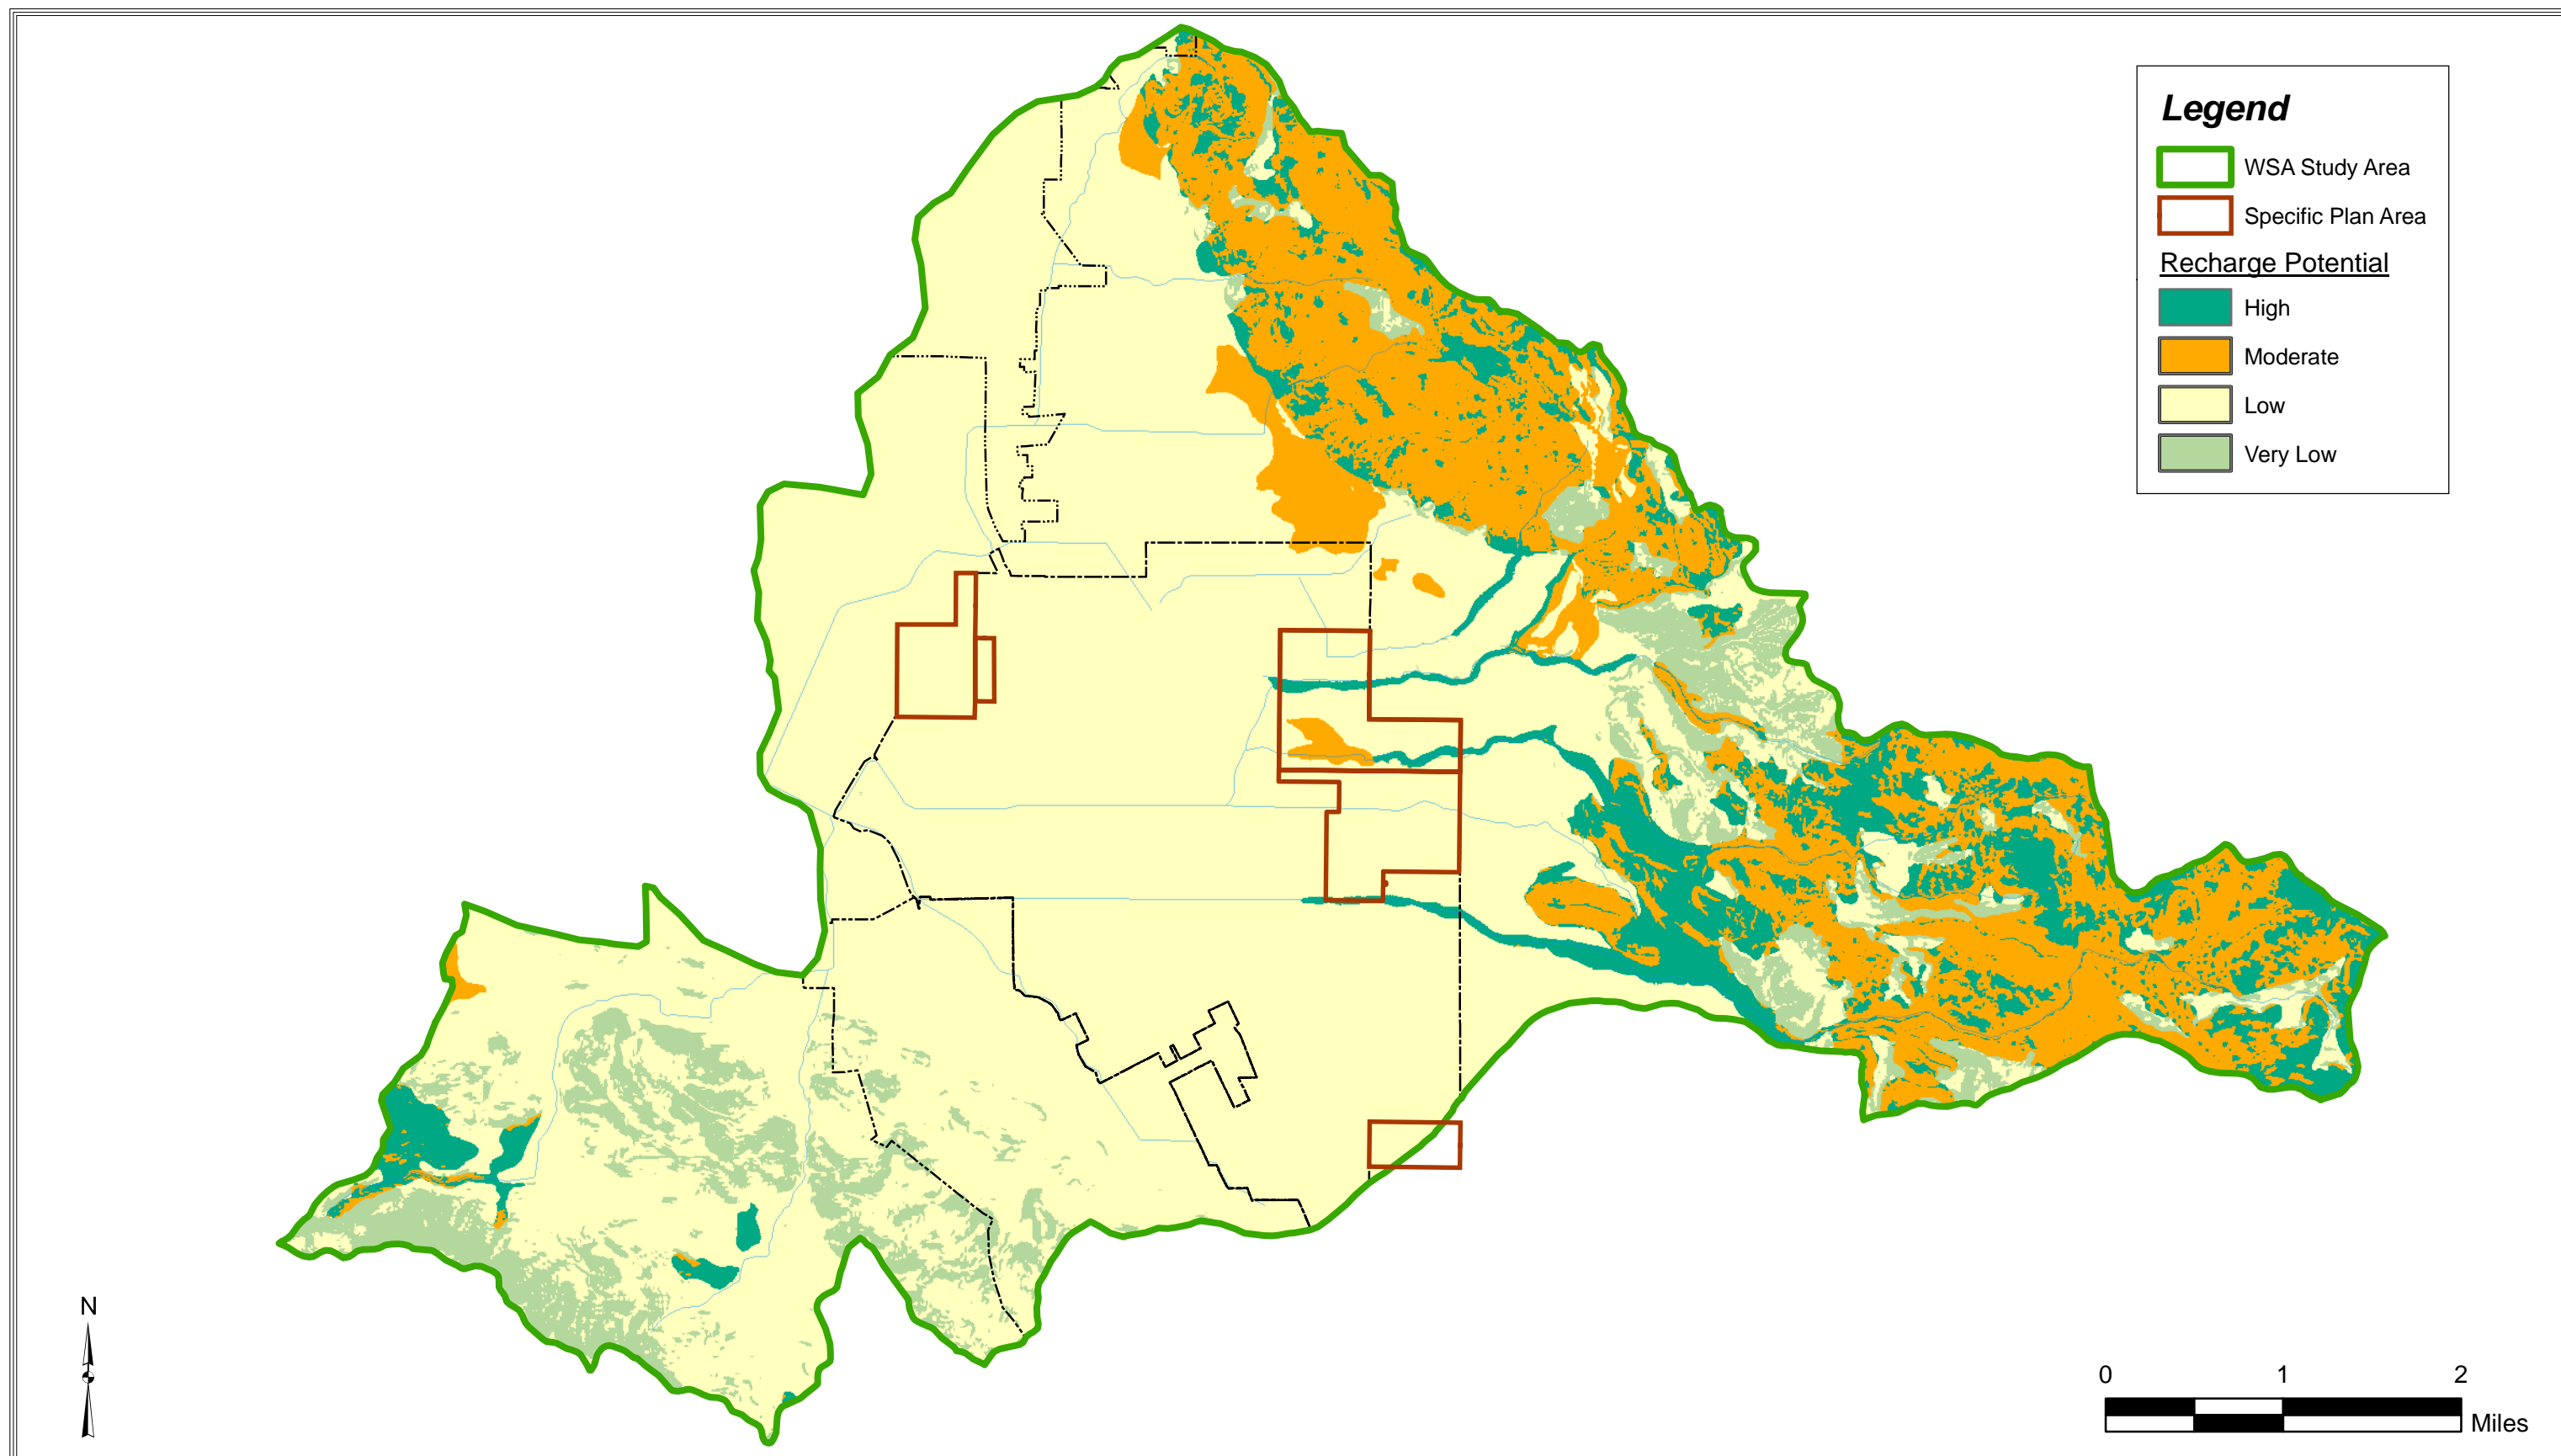 Legend
WSA Study Area
Specific Plan Area
Recharge Potential
High
Moderate
Low
Very Low
N
0 1 2
Miles